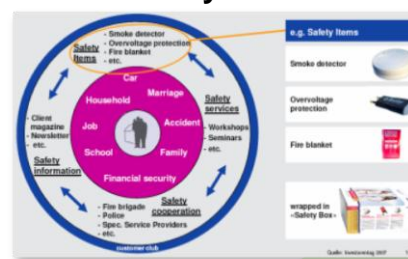 - Smoke detector
- Overvoltage protection
- Fire blanket
- etc.
Safety
Items
Car
Marriage
Household
Safety
services
- Client
magazine
- Newsletter
- etc.
Job
Accident
- Workshops
- Seminars
- etc.
School
Family
Safety
information
Financial security
Safety
cooperation
- Fire brigade
- Police
- Spec. Service Providers
- etc.
customer club
e.g. Safety Items
Smoke detector
Overvoltage
protection
Fire blanket
wrapped in
«Safety Box»